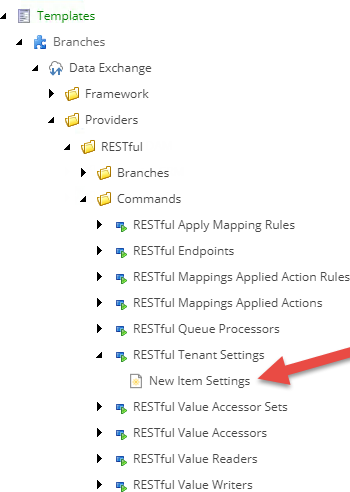 Templates
Branches
Data Exchange
Framework
Providers
RESTful
Branches
Commands
RESTful Apply Mapping Rules
RESTful Endpoints
RESTful Mappings Applied Action Rules
RESTful Mappings Applied Actions
RESTful Queue Processors
RESTful Tenant Settings
New Item Settings
RESTful Value Accessor Sets
RESTful Value Accessors
RESTful Value Readers
RESTful Value Writers